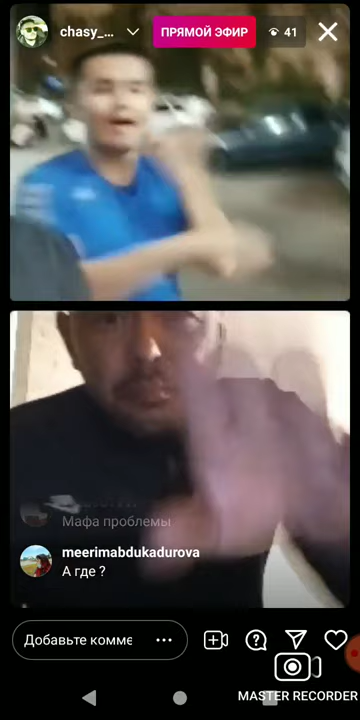 chasy_...
ПРЯМОЙ ЭФИР
41
Мафа проблемы
meerimabdukadurova
А где ?
Добавьте комме
MASTER RECORDER